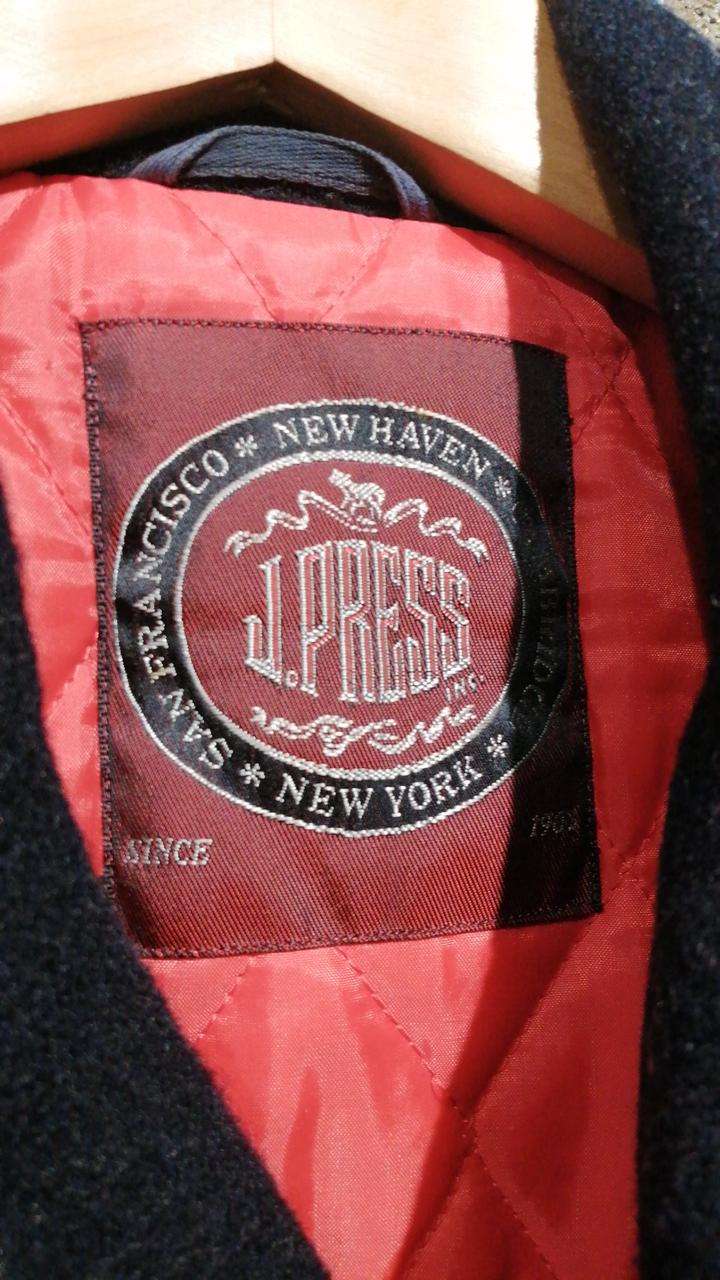 SAN FRANCISCO * NEW HAVEN *
J.PRESS
INC.
* NEW YORK *
SINCE